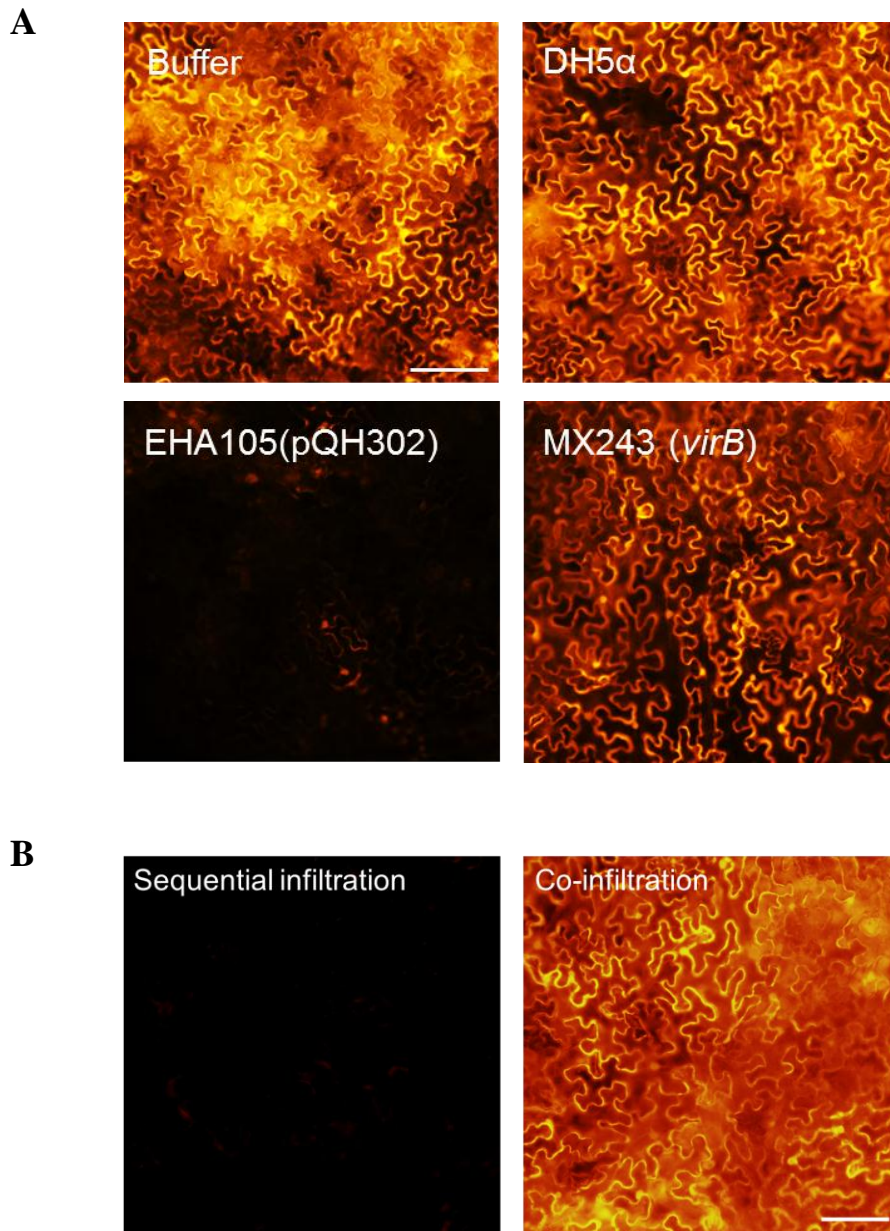 A
Buffer
DH5α
EHA105(pQH302)
MX243 (virB)
B
Sequential infiltration
Co-infiltration